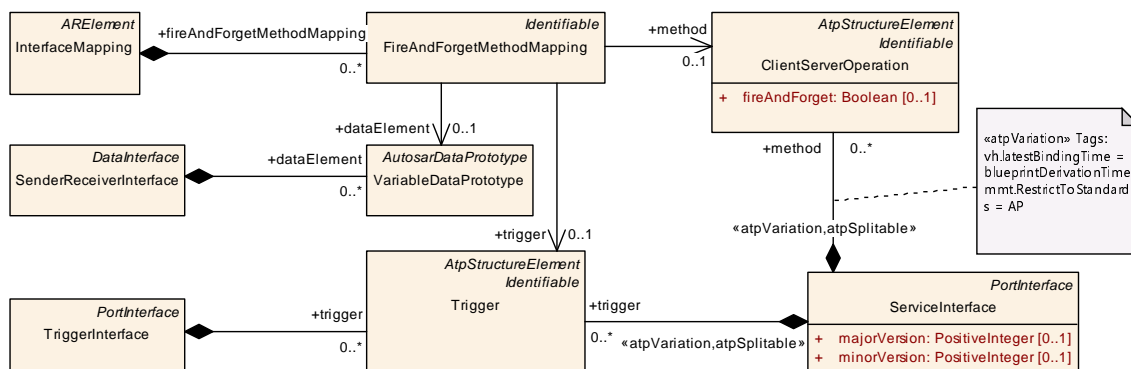 ARElement
InterfaceMapping
+fireAndForgetMethodMapping
0..*
Identifiable
FireAndForgetMethodMapping
+method
0..1
AtpStructureElement
Identifiable
ClientServerOperation
+ fireAndForget: Boolean [0..1]
+dataElement
0..1
+method
0..*
«atpVariation» Tags:
vh.latestBindingTime =
blueprintDerivationTime
mmt.RestrictToStandard
s = AP
DataInterface
SenderReceiverInterface
+dataElement
0..*
AutosarDataPrototype
VariableDataPrototype
+trigger
0..1
«atpVariation,atpSplitable»
AtpStructureElement
Identifiable
Trigger
PortInterface
TriggerInterface
+trigger
0..*
+trigger
0..*
«atpVariation,atpSplitable»
PortInterface
ServiceInterface
+ majorVersion: PositiveInteger [0..1]
+ minorVersion: PositiveInteger [0..1]